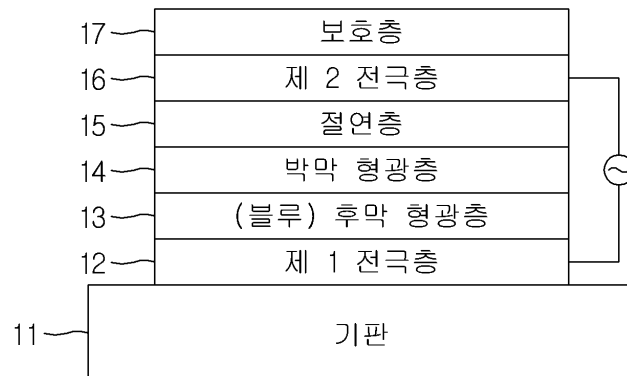 17 보호층
16 제 2 전극층
15 절연층
14 박막 형광층
13 (블루) 후막 형광층
12 제 1 전극층
11 기판